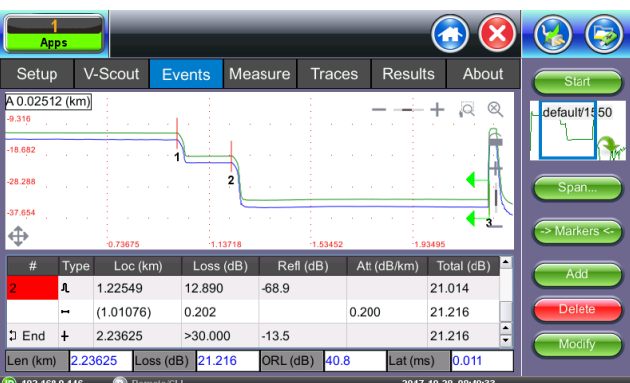 1
Apps
Setup V-Scout Events Measure Traces Results About
Start
A 0.02512 (km)
-9.316
default/1550
-18.682
1
2
-28.288
Span...
-37.654
3
-> Markers <-
0.73675 1.13718 1.53452 1.93495
# Type Loc (km) Loss (dB) Refl (dB) Att (dB/km) Total (dB)
Add
2 1.22549 12.890 -68.9 21.014
(1.01076) 0.202 0.200 21.216
Delete
End 2.23625 >30.000 -13.5 21.216
Modify
Len (km) 2.23625 Loss (dB) 21.216 ORL (dB) 40.8 Lat (ms) 0.011